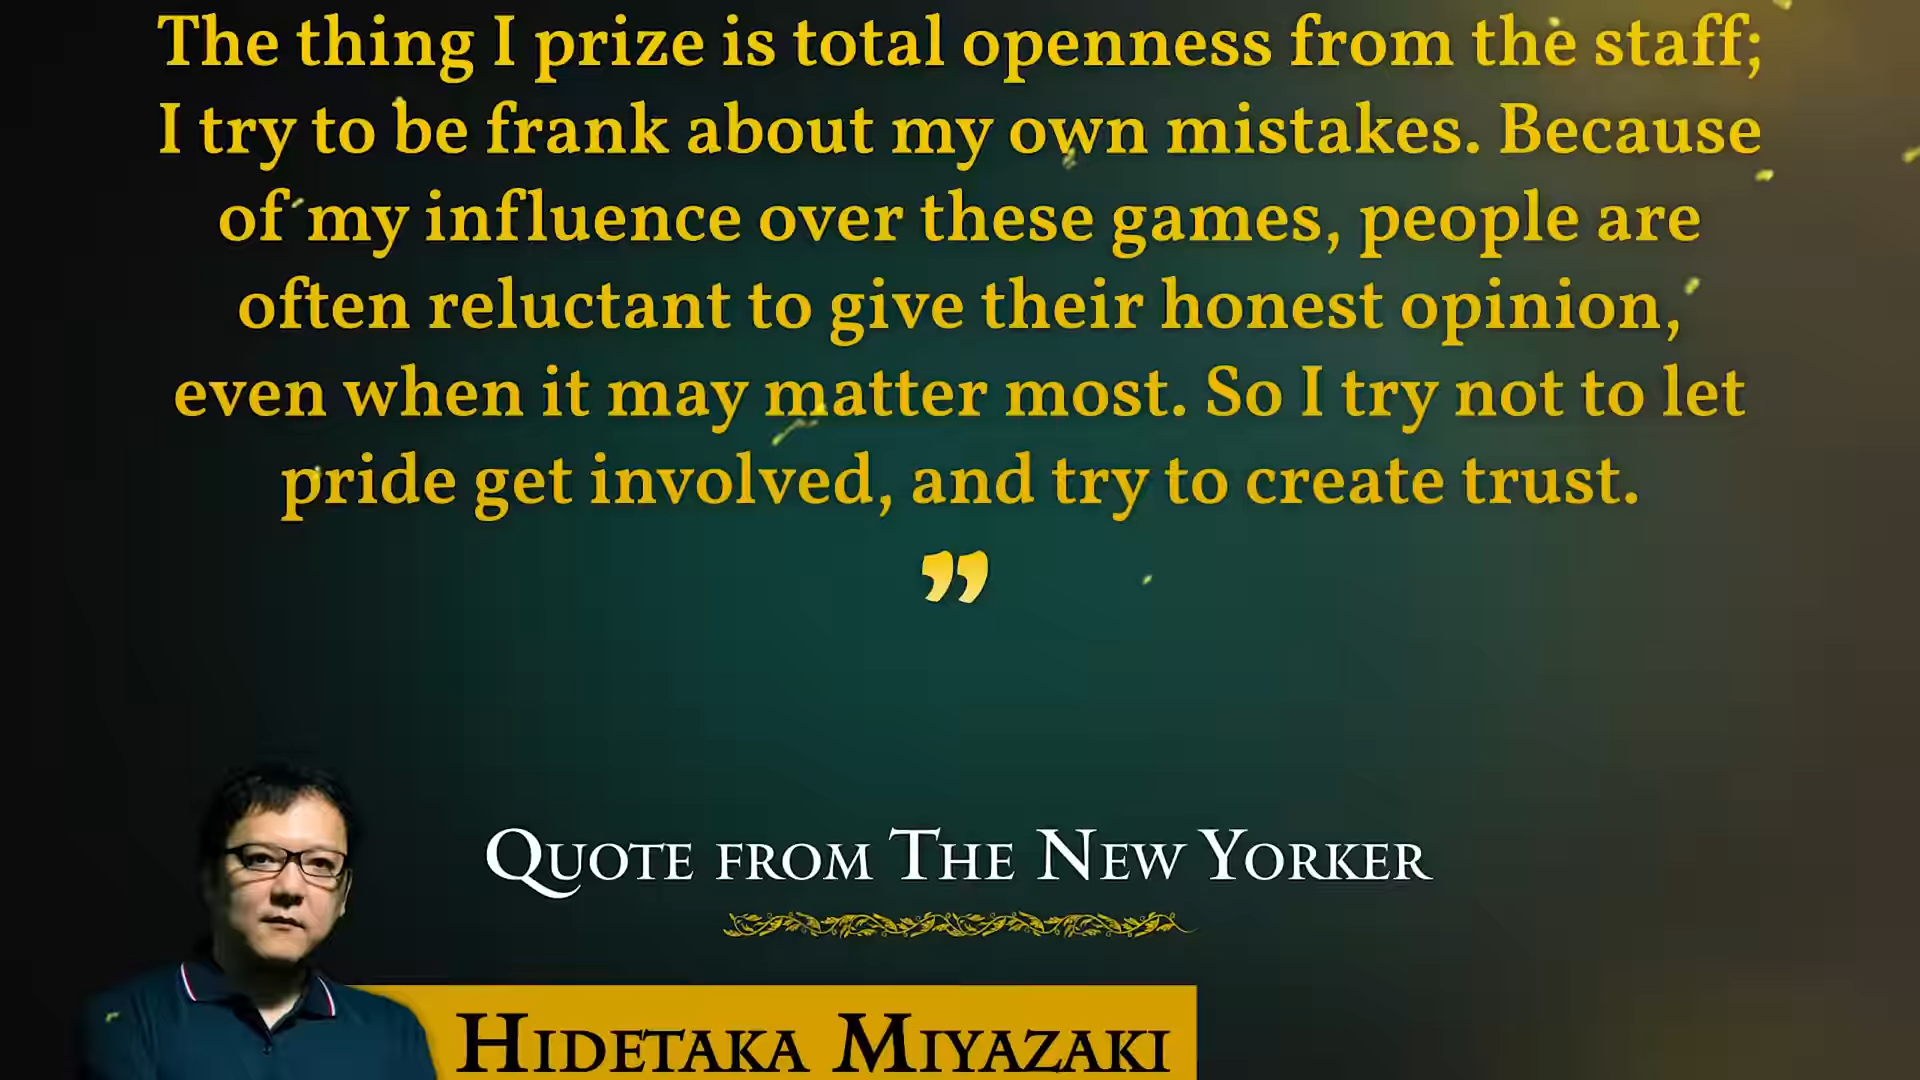 The thing I prize is total openness from the staff;
I try to be frank about my own mistakes. Because
of my influence over these games, people are
often reluctant to give their honest opinion,
even when it may matter most. So I try not to let
pride get involved, and try to create trust.
”
Quote from The New Yorker
Hidetaka Miyazaki